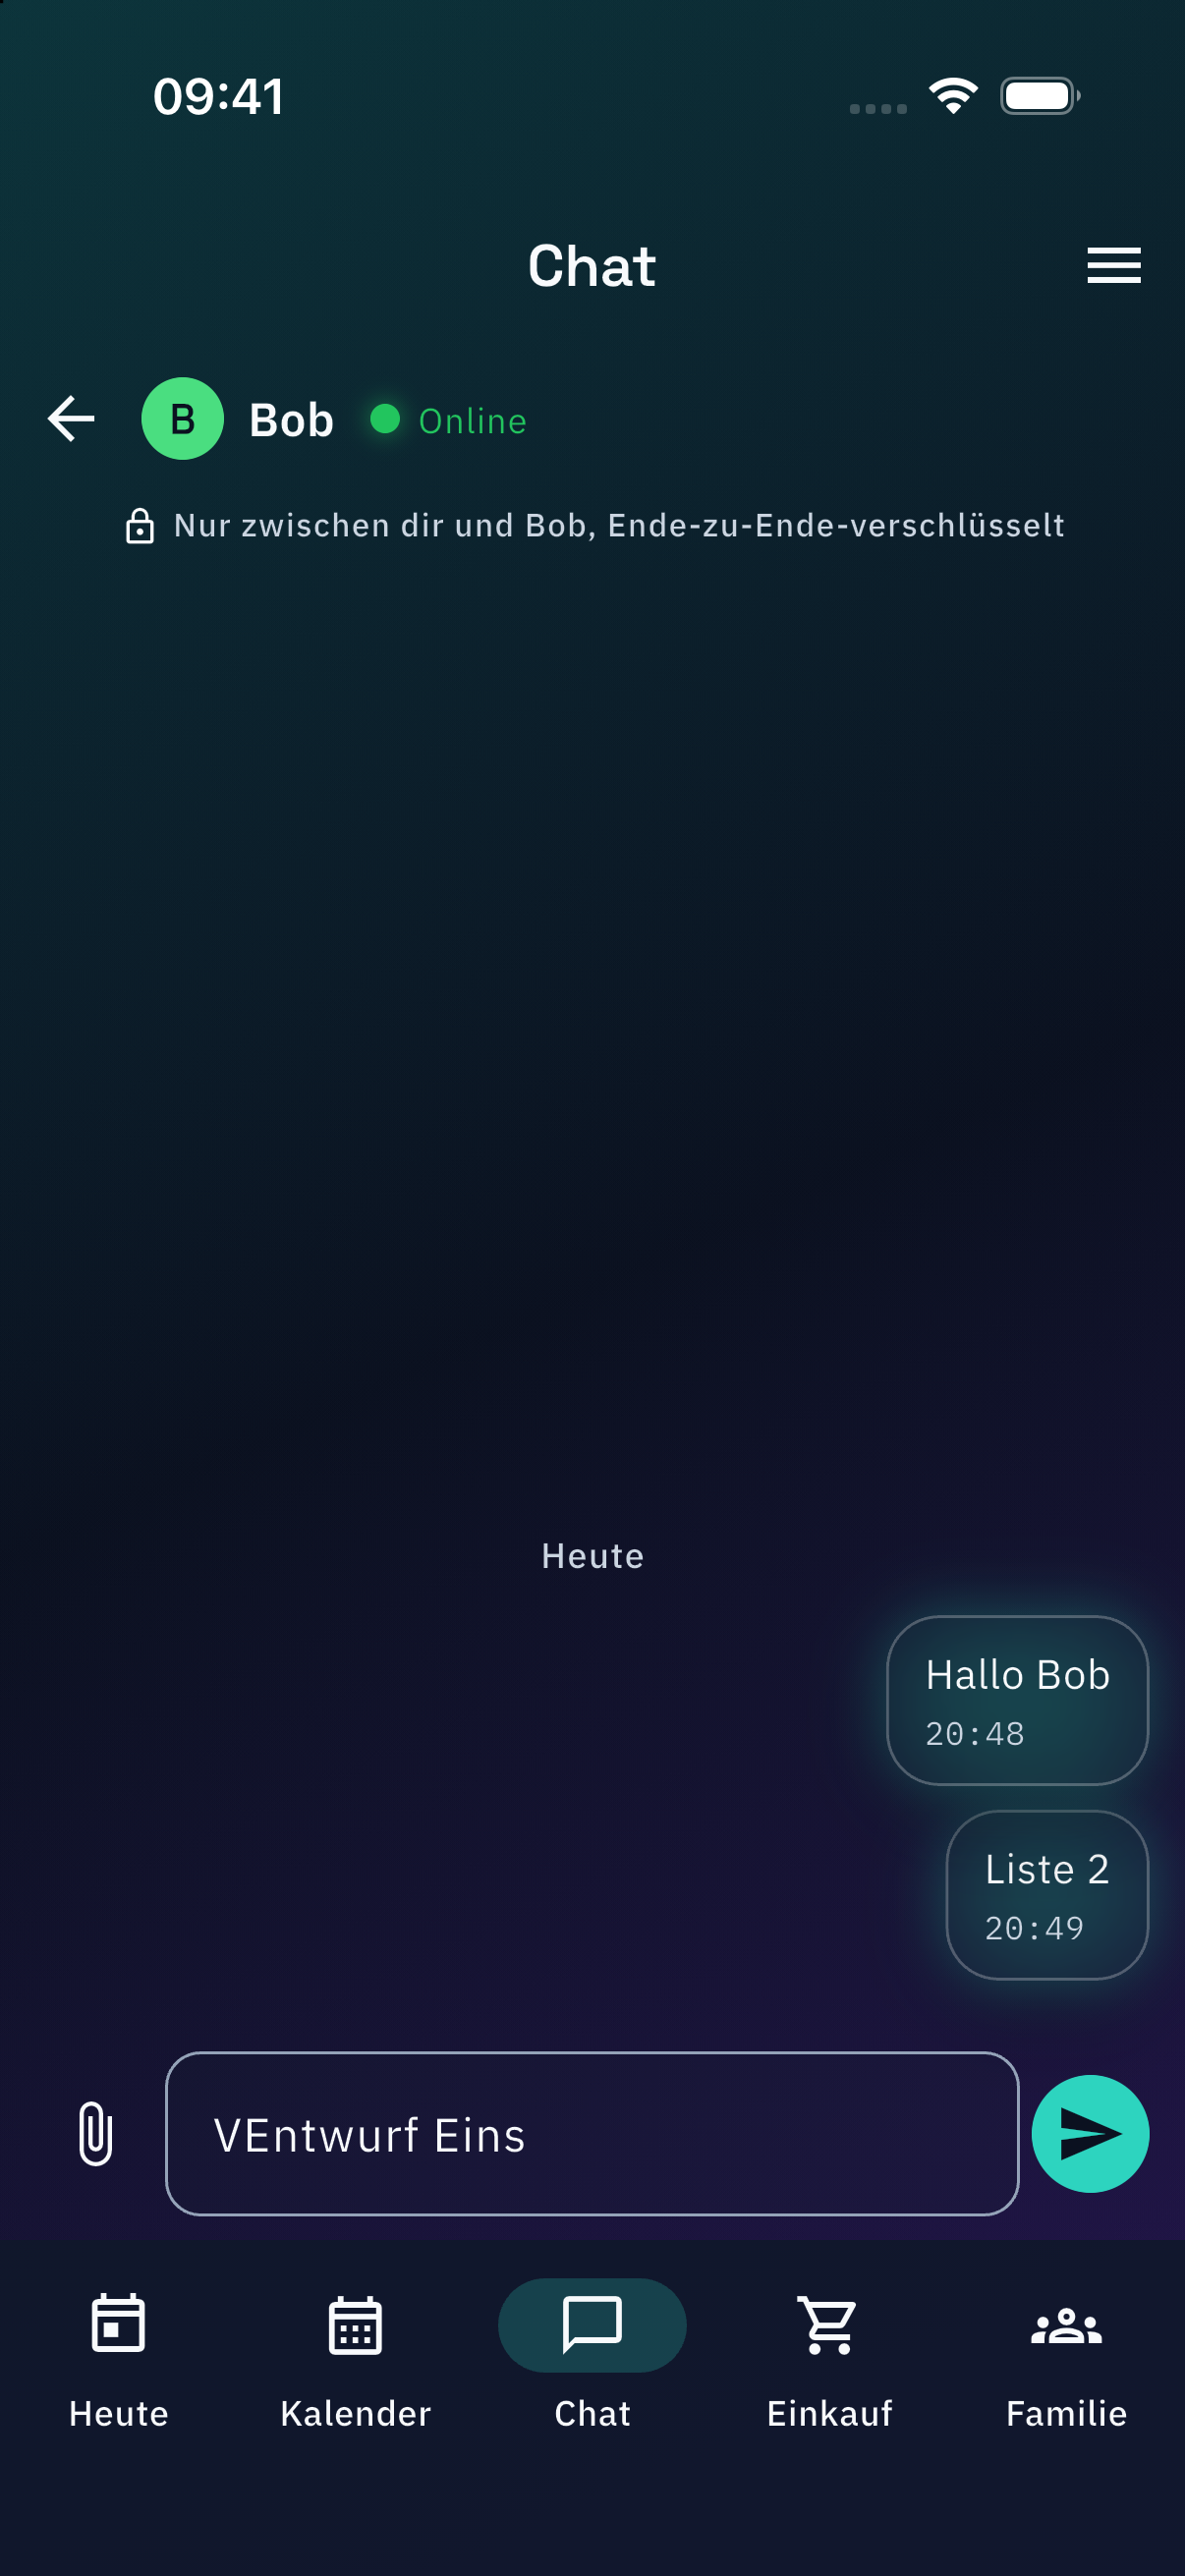 09:41
Chat
B Bob Online
Nur zwischen dir und Bob, Ende-zu-Ende-verschlüsselt
Heute
Hallo Bob
20:48
Liste 2
20:49
VEntwurf Eins
Heute Kalender Chat Einkauf Familie